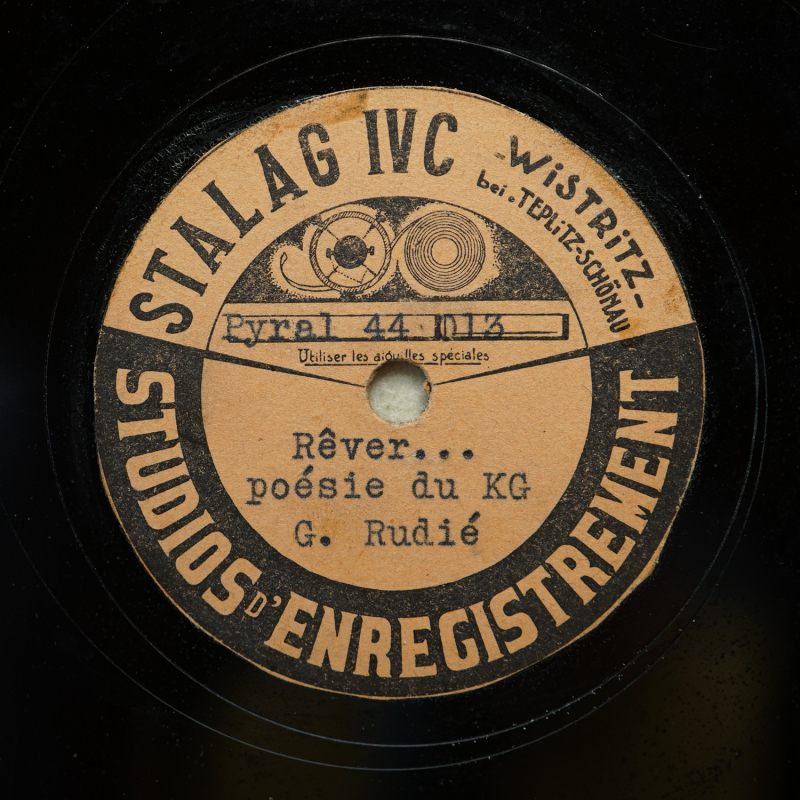 STALAG IVC
-WiSTRiTZ-
bei. TEPLiTZ-SCHÖNAU
Pyral 44 013
Utiliser les aiguilles spéciales
Rêver...
poésie du KG
G. Rudié
STUDIOS D'ENREGISTREMENT